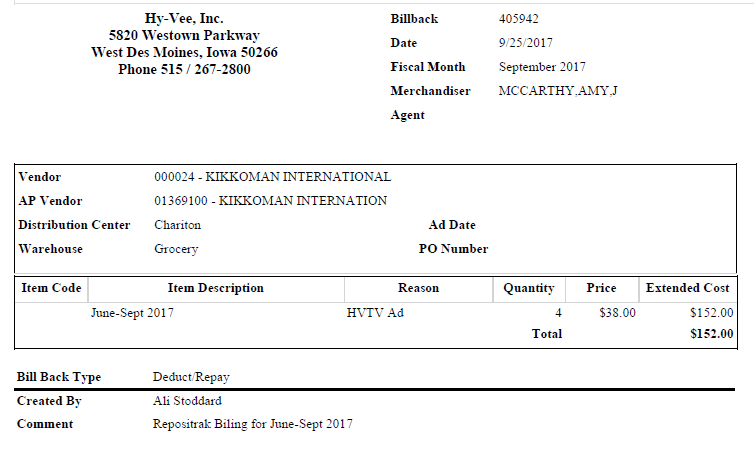 Hy-Vee, Inc.
5820 Westown Parkway
West Des Moines, Iowa 50266
Phone 515 / 267-2800
Billback 405942
Date 9/25/2017
Fiscal Month September 2017
Merchandiser MCCARTHY,AMY,J
Agent
Vendor 000024 - KIKKOMAN INTERNATIONAL
AP Vendor 01369100 - KIKKOMAN INTERNATION
Distribution Center Chariton Ad Date
Warehouse Grocery PO Number
Item Code Item Description Reason Quantity Price Extended Cost
June-Sept 2017 HVTV Ad 4 $38.00 $152.00
Total $152.00
Bill Back Type Deduct/Repay
Created By Ali Stoddard
Comment Repositrak Biling for June-Sept 2017